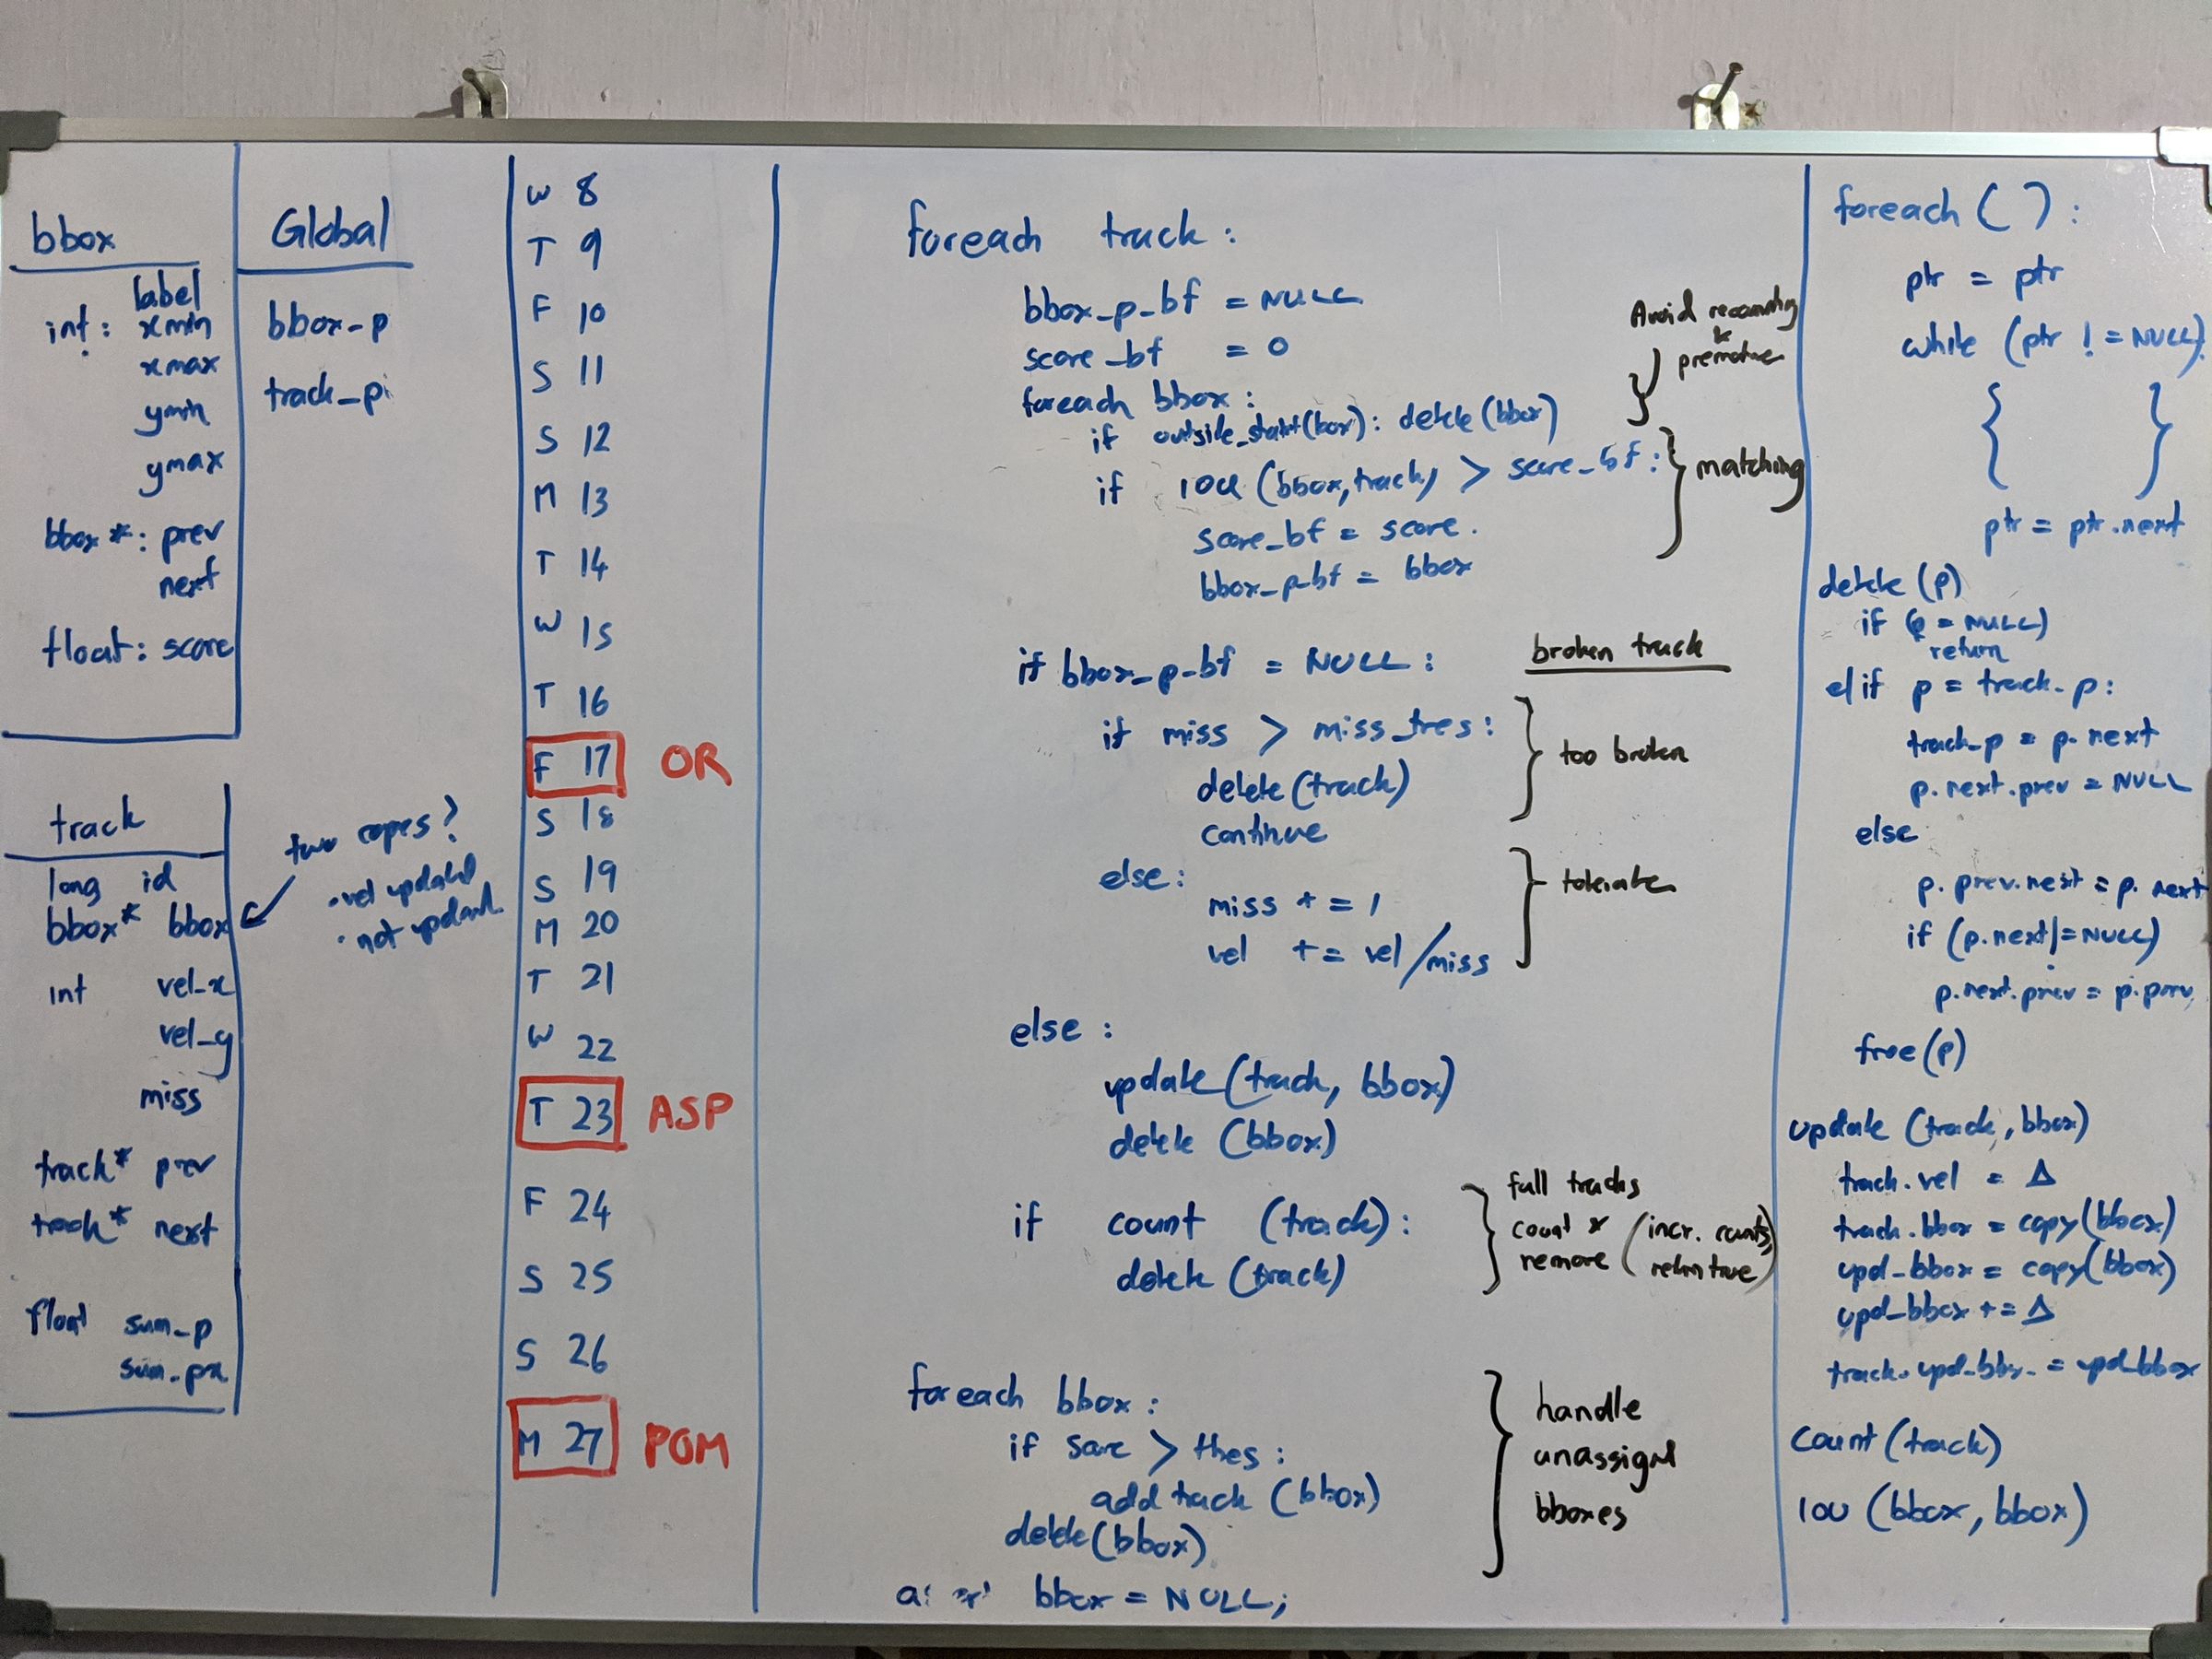 bbox
label
int: xmin
xmax
ymin
ymax
bbox*: prev
next
float: score
track
long id
bbox* bbox
int vel_x
vel_y
miss
track* prev
track* next
float sum_p
sum_px
Global
bbox_p
track_p
two copies?
. vel updated
. not updated
W 8
T 9
F 10
S 11
S 12
M 13
T 14
W 15
T 16
F 17 OR
S 18
S 19
M 20
T 21
W 22
T 23 ASP
F 24
S 25
S 26
M 27 POM
foreach track:
bbox_p_bf = NULL
score_bf = 0
foreach bbox:
if outside_start(box): delete(bbox)
Avoid recounting
&
premature
if IOU (bbox, track) > score_bf:
matching
score_bf = score.
bbox_p_bf = bbox
if bbox_p_bf = NULL:
broken track
if miss > miss_tres:
delete(track)
continue
too broken
else:
miss += 1
vel += vel/miss
tolerate
else:
update(track, bbox)
delete (bbox)
if count (track):
delete (track)
full tracks
count &
remove (incr. counts,
return true)
foreach bbox:
if score > thes:
add track (bbox)
delete(bbox)
handle
unassigned
bboxes
bbox = NULL;
foreach ( ):
ptr = ptr
while (ptr != NULL)
{ }
ptr = ptr.next
delete (p)
if (p = NULL)
return
elif p = track_p:
track_p = p.next
p.next.prev = NULL
else
p.prev.next = p.next
if (p.next != NULL)
p.next.prev = p.prev
free(p)
update (track, bbox)
track.vel = Δ
track.bbox = copy(bbox)
upd_bbox = copy(bbox)
upd_bbox += Δ
track.upd_bbx_ = upd_bbox
count (track)
IOU (bbox, bbox)